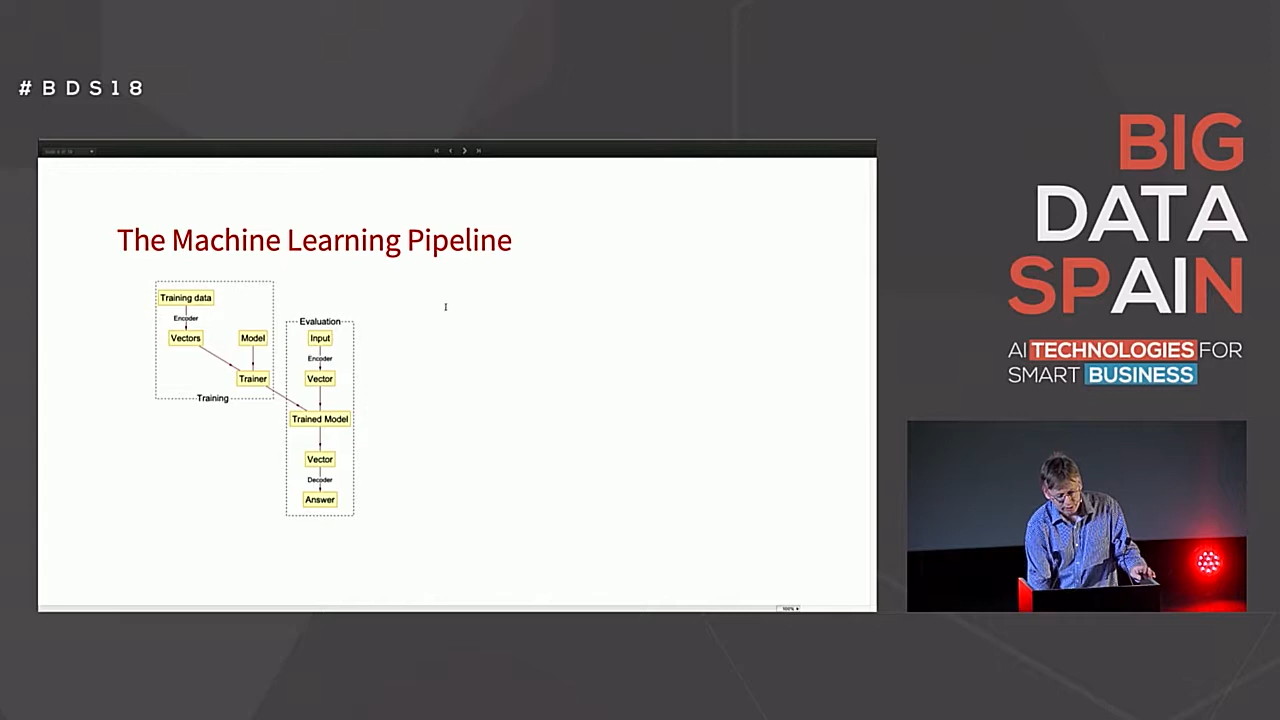 #BDS18
The Machine Learning Pipeline
Training data
Encoder
Vectors
Model
Trainer
Training
Evaluation
Input
Encoder
Vector
Trained Model
Vector
Decoder
Answer
100%
BIG
DATA
SPAIN
AI TECHNOLOGIES FOR
SMART BUSINESS